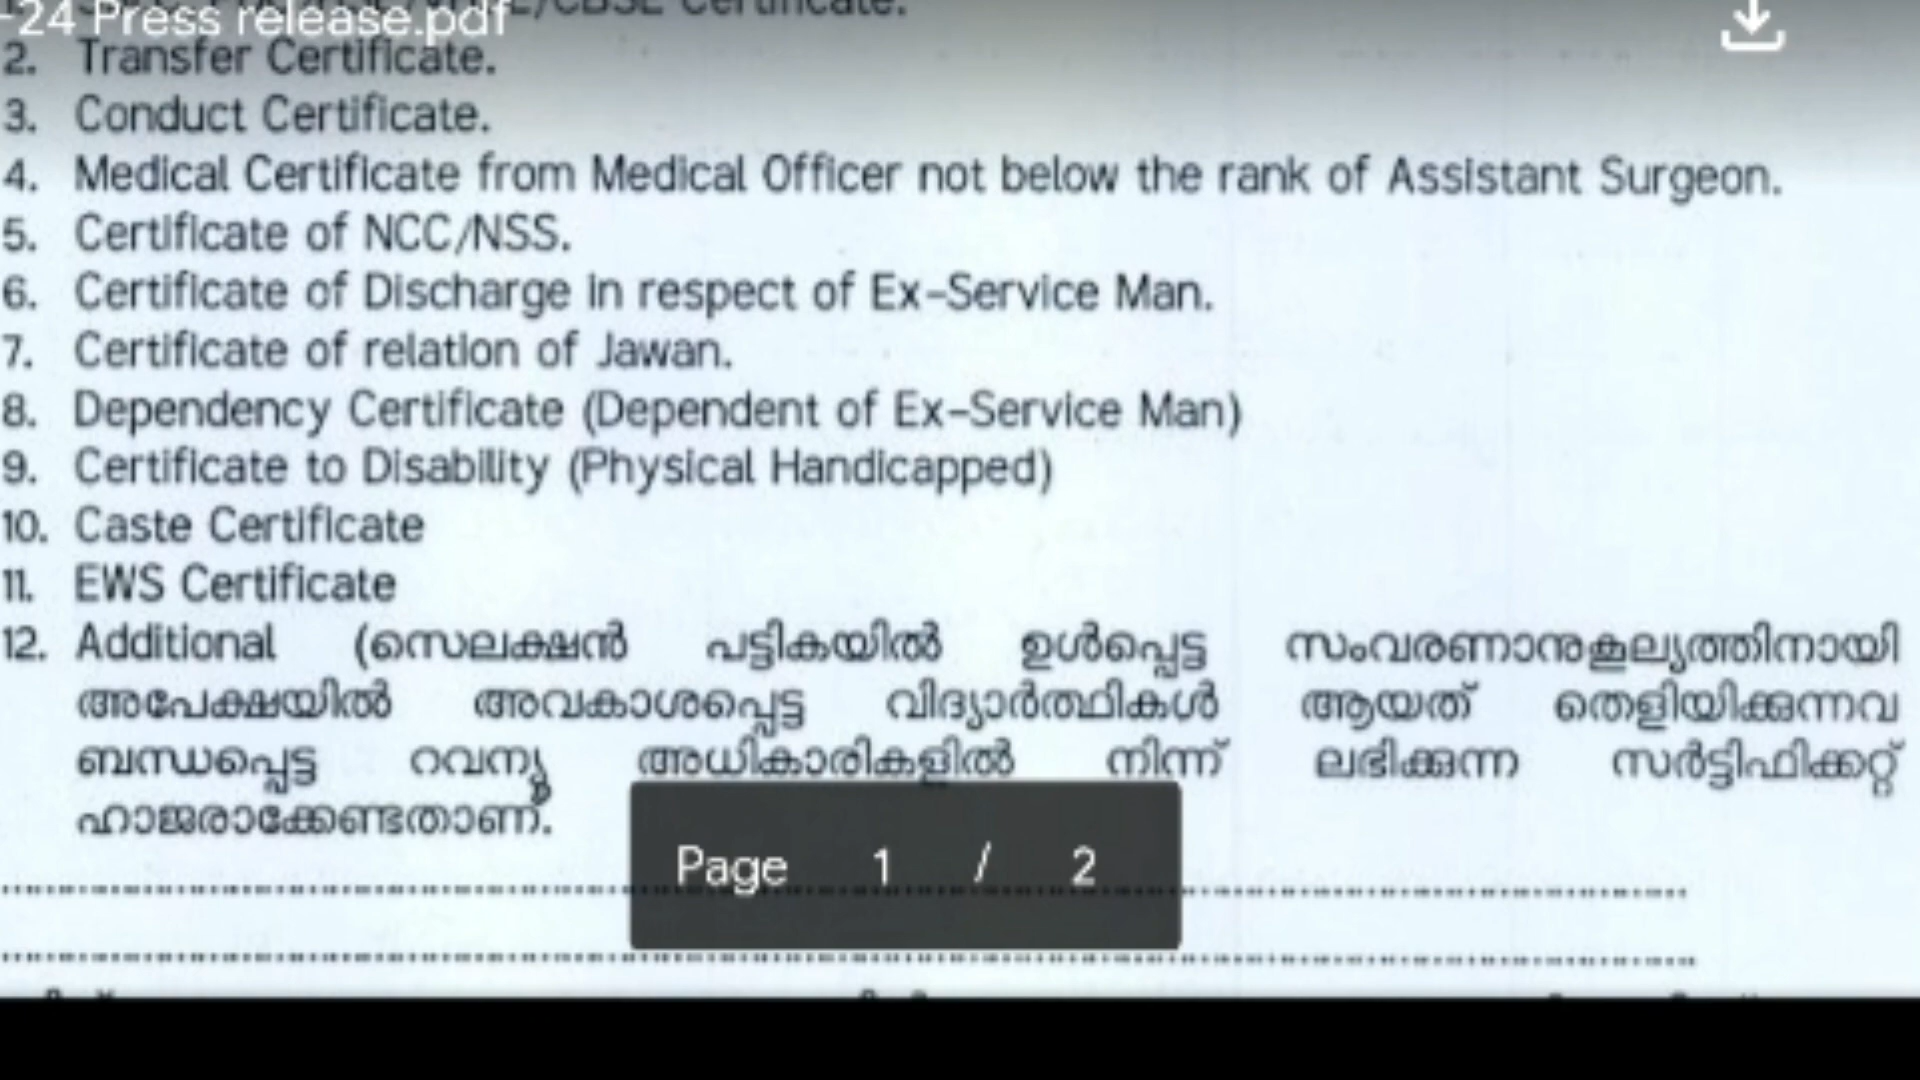 -24 Press release.pdf
E/CBSE Certificate.
2. Transfer Certificate.
3. Conduct Certificate.
4. Medical Certificate from Medical Officer not below the rank of Assistant Surgeon.
5. Certificate of NCC/NSS.
6. Certificate of Discharge in respect of Ex-Service Man.
7. Certificate of relation of Jawan.
8. Dependency Certificate (Dependent of Ex-Service Man)
9. Certificate to Disability (Physical Handicapped)
10. Caste Certificate
11. EWS Certificate
12. Additional (സെലക്ഷൻ പട്ടികയിൽ ഉൾപ്പെട്ട സംവരണാനുകൂല്യത്തിനായി
അപേക്ഷയിൽ അവകാശപ്പെട്ട വിദ്യാർത്ഥികൾ ആയത് തെളിയിക്കുന്നവ
ബന്ധപ്പെട്ട റവന്യൂ അധികാരികളിൽ നിന്ന് ലഭിക്കുന്ന സർട്ടിഫിക്കറ്റ്
ഹാജരാക്കേണ്ടതാണ്.
Page 1 / 2